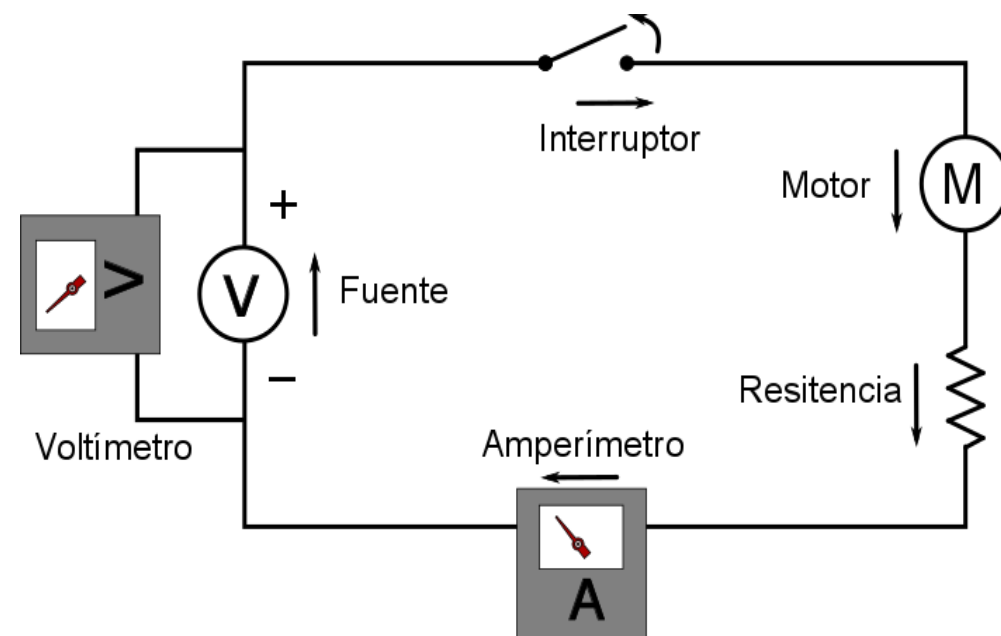 Interruptor
Motor
M
+
V
V
Fuente
−
Resitencia
Voltímetro
Amperímetro
A